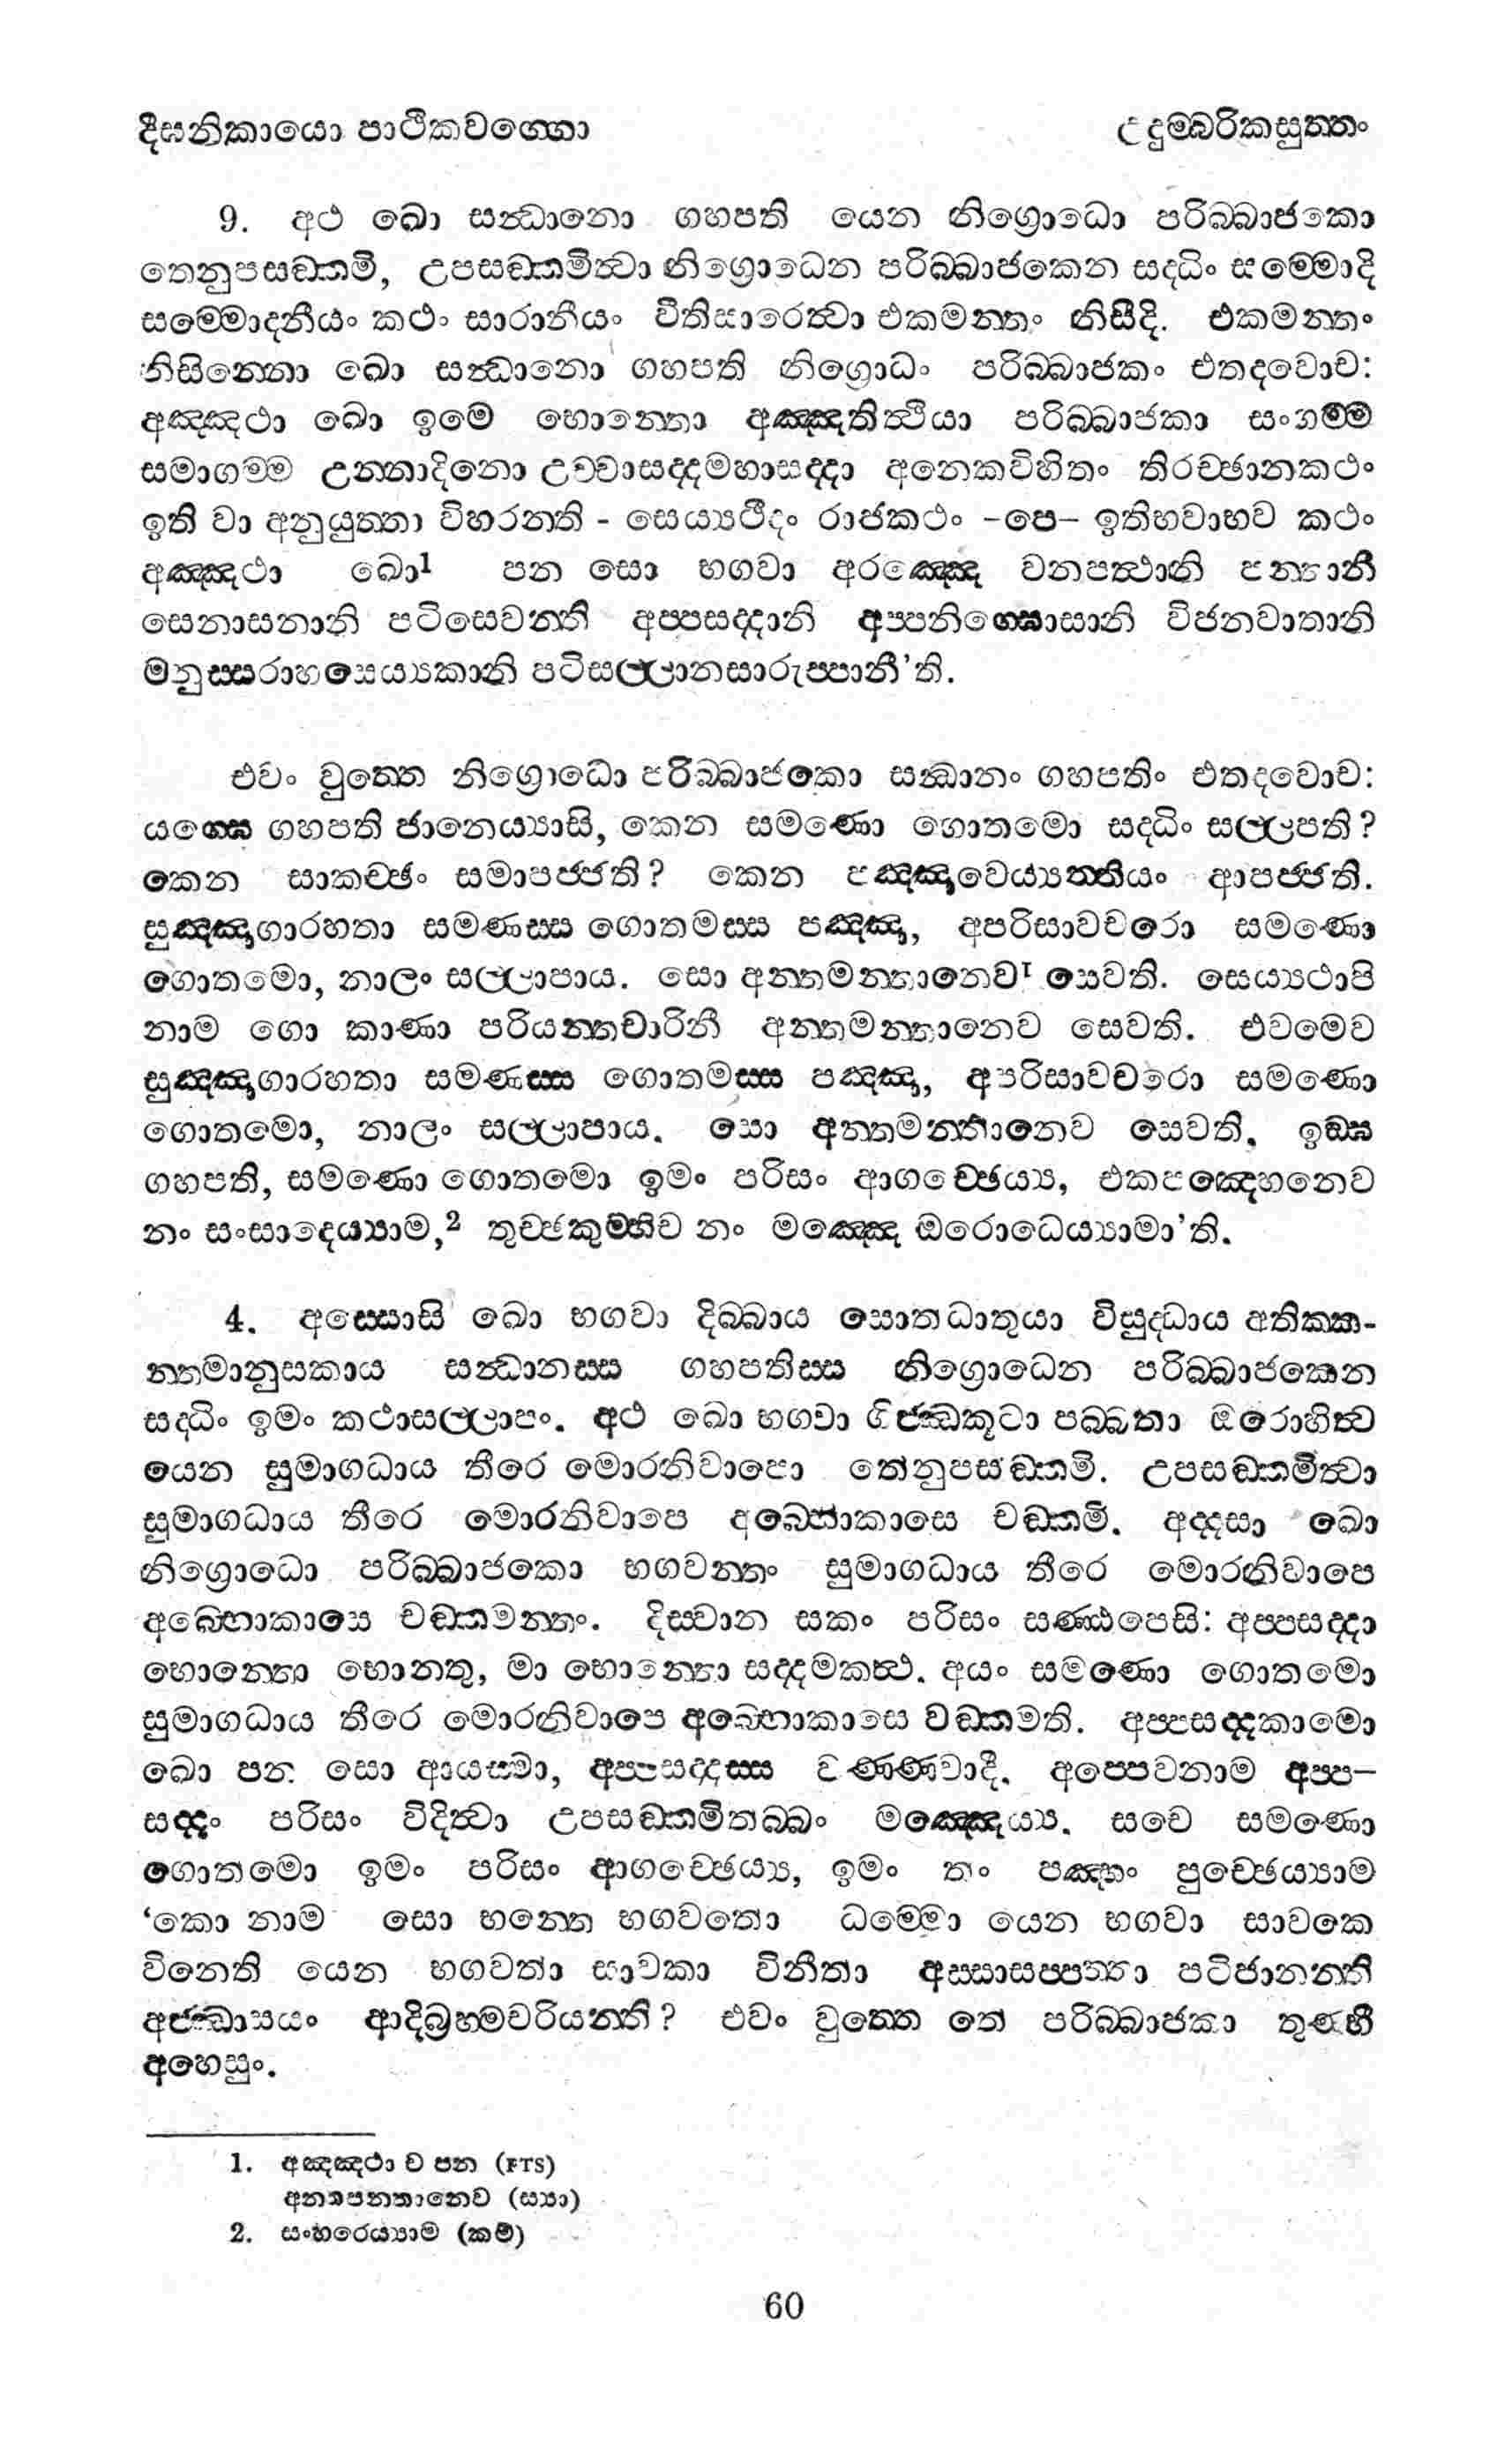 දීඝනිකායො පාථිකවග්ගො උදුම්බරිකසුත්තං
9. අථ ඛො සන්ධානො ගහපති යෙන නිග්‍රොධො පරිබ්බාජකො
තෙනුපසඞ්කමි, උපසඞ්කමිත්වා නිග්‍රොධෙන පරිබ්බාජකෙන සද්ධිං සම්මොදි
සම්මොදනීයං කථං සාරානීයං වීතිසාරෙත්වා එකමන්තං නිසීදි. එකමන්තං
නිසින්නො ඛො සන්ධානො ගහපති නිග්‍රොධං පරිබ්බාජකං එතදවොච:
අඤ්ඤථා ඛො ඉමෙ භොන්තො අඤ්ඤතිත්ථියා පරිබ්බාජකා සංගම්ම
සමාගම්ම උන්නාදිනො උච්චාසද්දමහාසද්දා අනෙකවිහිතං තිරච්ඡානකථං
ඉති වා අනුයුත්තා විහරන්ති - සෙය්‍යථීදං රාජකථං -පෙ- ඉතිභවාභව කථං
අඤ්ඤථා ඛො1 පන සො භගවා අරඤ්ඤෙ වනපත්ථානි පන්තානි
සෙනාසනානි පටිසෙවන්ති අප්පසද්දානි අප්පනිග්ඝොසානි විජනවාතානි
මනුස්සරාහසෙය්‍යකානි පටිසල්ලානසාරුප්පානී’ති.
එවං වුත්තෙ නිග්‍රොධො පරිබ්බාජකො සන්ධානං ගහපතිං එතදවොච:
යග්ඝෙ ගහපති ජානෙය්‍යාසි, කෙන සමණො ගොතමො සද්ධිං සල්ලපති?
කෙන සාකච්ඡං සමාපජ්ජති? කෙන පඤ්ඤාවෙය්‍යත්තියං ආපජ්ජති.
සුඤ්ඤාගාරහතා සමණස්ස ගොතමස්ස පඤ්ඤා, අපරිසාවචරො සමණො
ගොතමො, නාලං සල්ලාපාය. සො අන්තමන්තානෙව1 සෙවති. සෙය්‍යථාපි
නාම ගො කාණා පරියන්තචාරිනී අන්තමන්තානෙව සෙවති. එවමෙව
සුඤ්ඤාගාරහතා සමණස්ස ගොතමස්ස පඤ්ඤා, අපරිසාවචරො සමණො
ගොතමො, නාලං සල්ලාපාය. සො අන්තමන්තානෙව සෙවති, ඉඞ්ඝ
ගහපති, සමණො ගොතමො ඉමං පරිසං ආගච්ඡෙය්‍ය, එකපඤ්හෙනෙව
නං සංසාදෙය්‍යාම,2 තුච්ඡකුම්භිව නං මඤ්ඤෙ ඔරොධෙය්‍යාමා’ති.
4. අස්සොසි ඛො භගවා දිබ්බාය සොතධාතුයා විසුද්ධාය අතික්ක-
න්තමානුසකාය සන්ධානස්ස ගහපතිස්ස නිග්‍රොධෙන පරිබ්බාජකෙන
සද්ධිං ඉමං කථාසල්ලාපං. අථ ඛො භගවා ගිජ්ඣකූටා පබ්බතා ඔරොහිත්ව
යෙන සුමාගධාය තීරෙ මොරනිවාපො තෙනුපසඞ්කමි. උපසඞ්කමිත්වා
සුමාගධාය තීරෙ මොරනිවාපෙ අබ්භොකාසෙ චඞ්කමි. අද්දසා ඛො
නිග්‍රොධො පරිබ්බාජකො භගවන්තං සුමාගධාය තීරෙ මොරනිවාපෙ
අබ්භොකාසෙ චඞ්කමන්තං. දිස්වාන සකං පරිසං සණ්ඨපෙසි: අප්පසද්දා
භොන්තො භොනතු, මා භොන්තො සද්දමකත්ථ. අයං සමණො ගොතමො
සුමාගධාය තීරෙ මොරනිවාපෙ අබ්භොකාසෙ චඞ්කමති. අප්පසද්දකාමො
ඛො පන සො ආයස්මා, අප්පසද්දස්ස වණ්ණවාදී. අප්පෙවනාම අප්ප-
සද්දං පරිසං විදිත්වා උපසඞ්කමිතබ්බං මඤ්ඤෙය්‍ය. සචෙ සමණො
ගොතමො ඉමං පරිසං ආගච්ඡෙය්‍ය, ඉමං තං පඤ්හං පුච්ඡෙය්‍යාම
‘කො නාම සො භන්තෙ භගවතො ධම්මො යෙන භගවා සාවකෙ
විනෙති යෙන භගවතා සාවකා විනීතා අස්සාසප්පත්තා පටිජානන්ති
අජ්ඣාසයං ආදිබ්‍රහ්මචරියන්ති? එවං වුත්තෙ තෙ පරිබ්බාජකා තුණ්හී
අහෙසුං.
1. අඤ්ඤථා ච පන (PTS)
අන්තපන්තානෙව (ස්‍යා)
2. සංහරෙය්‍යාම (කම්)
60